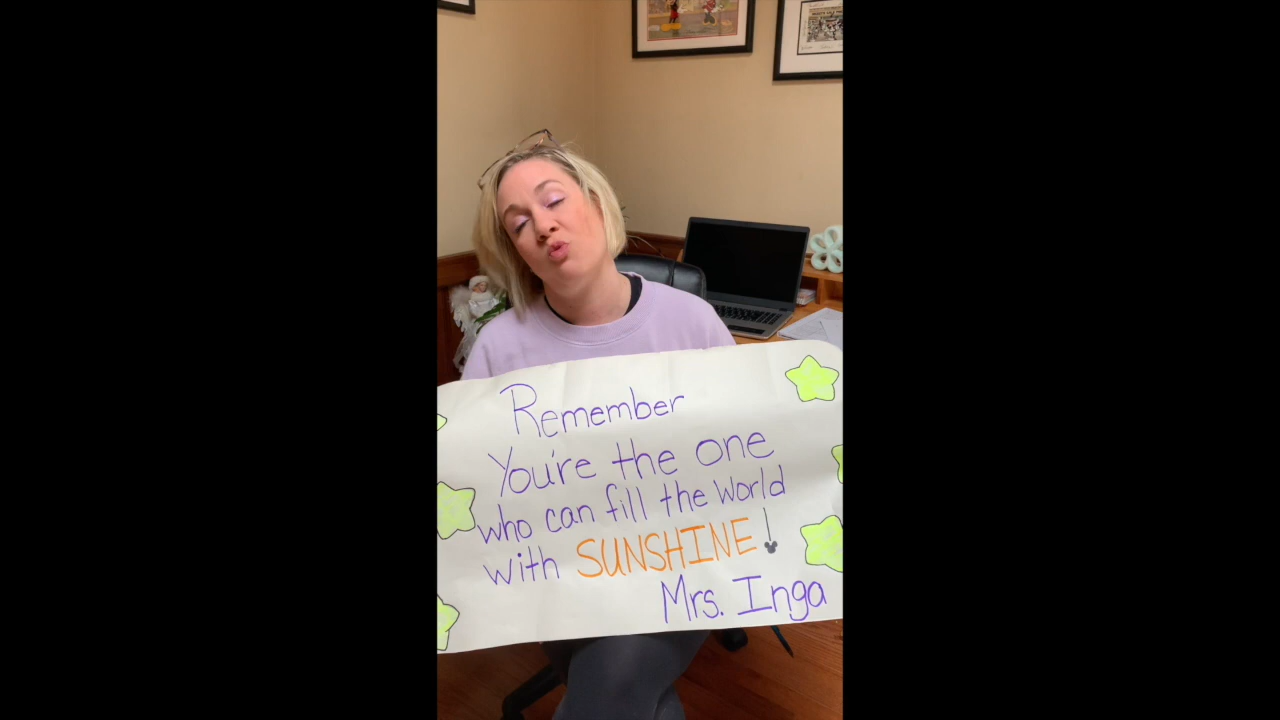 Remember
You're the one
who can fill the world
with SUNSHINE!
Mrs. Inga